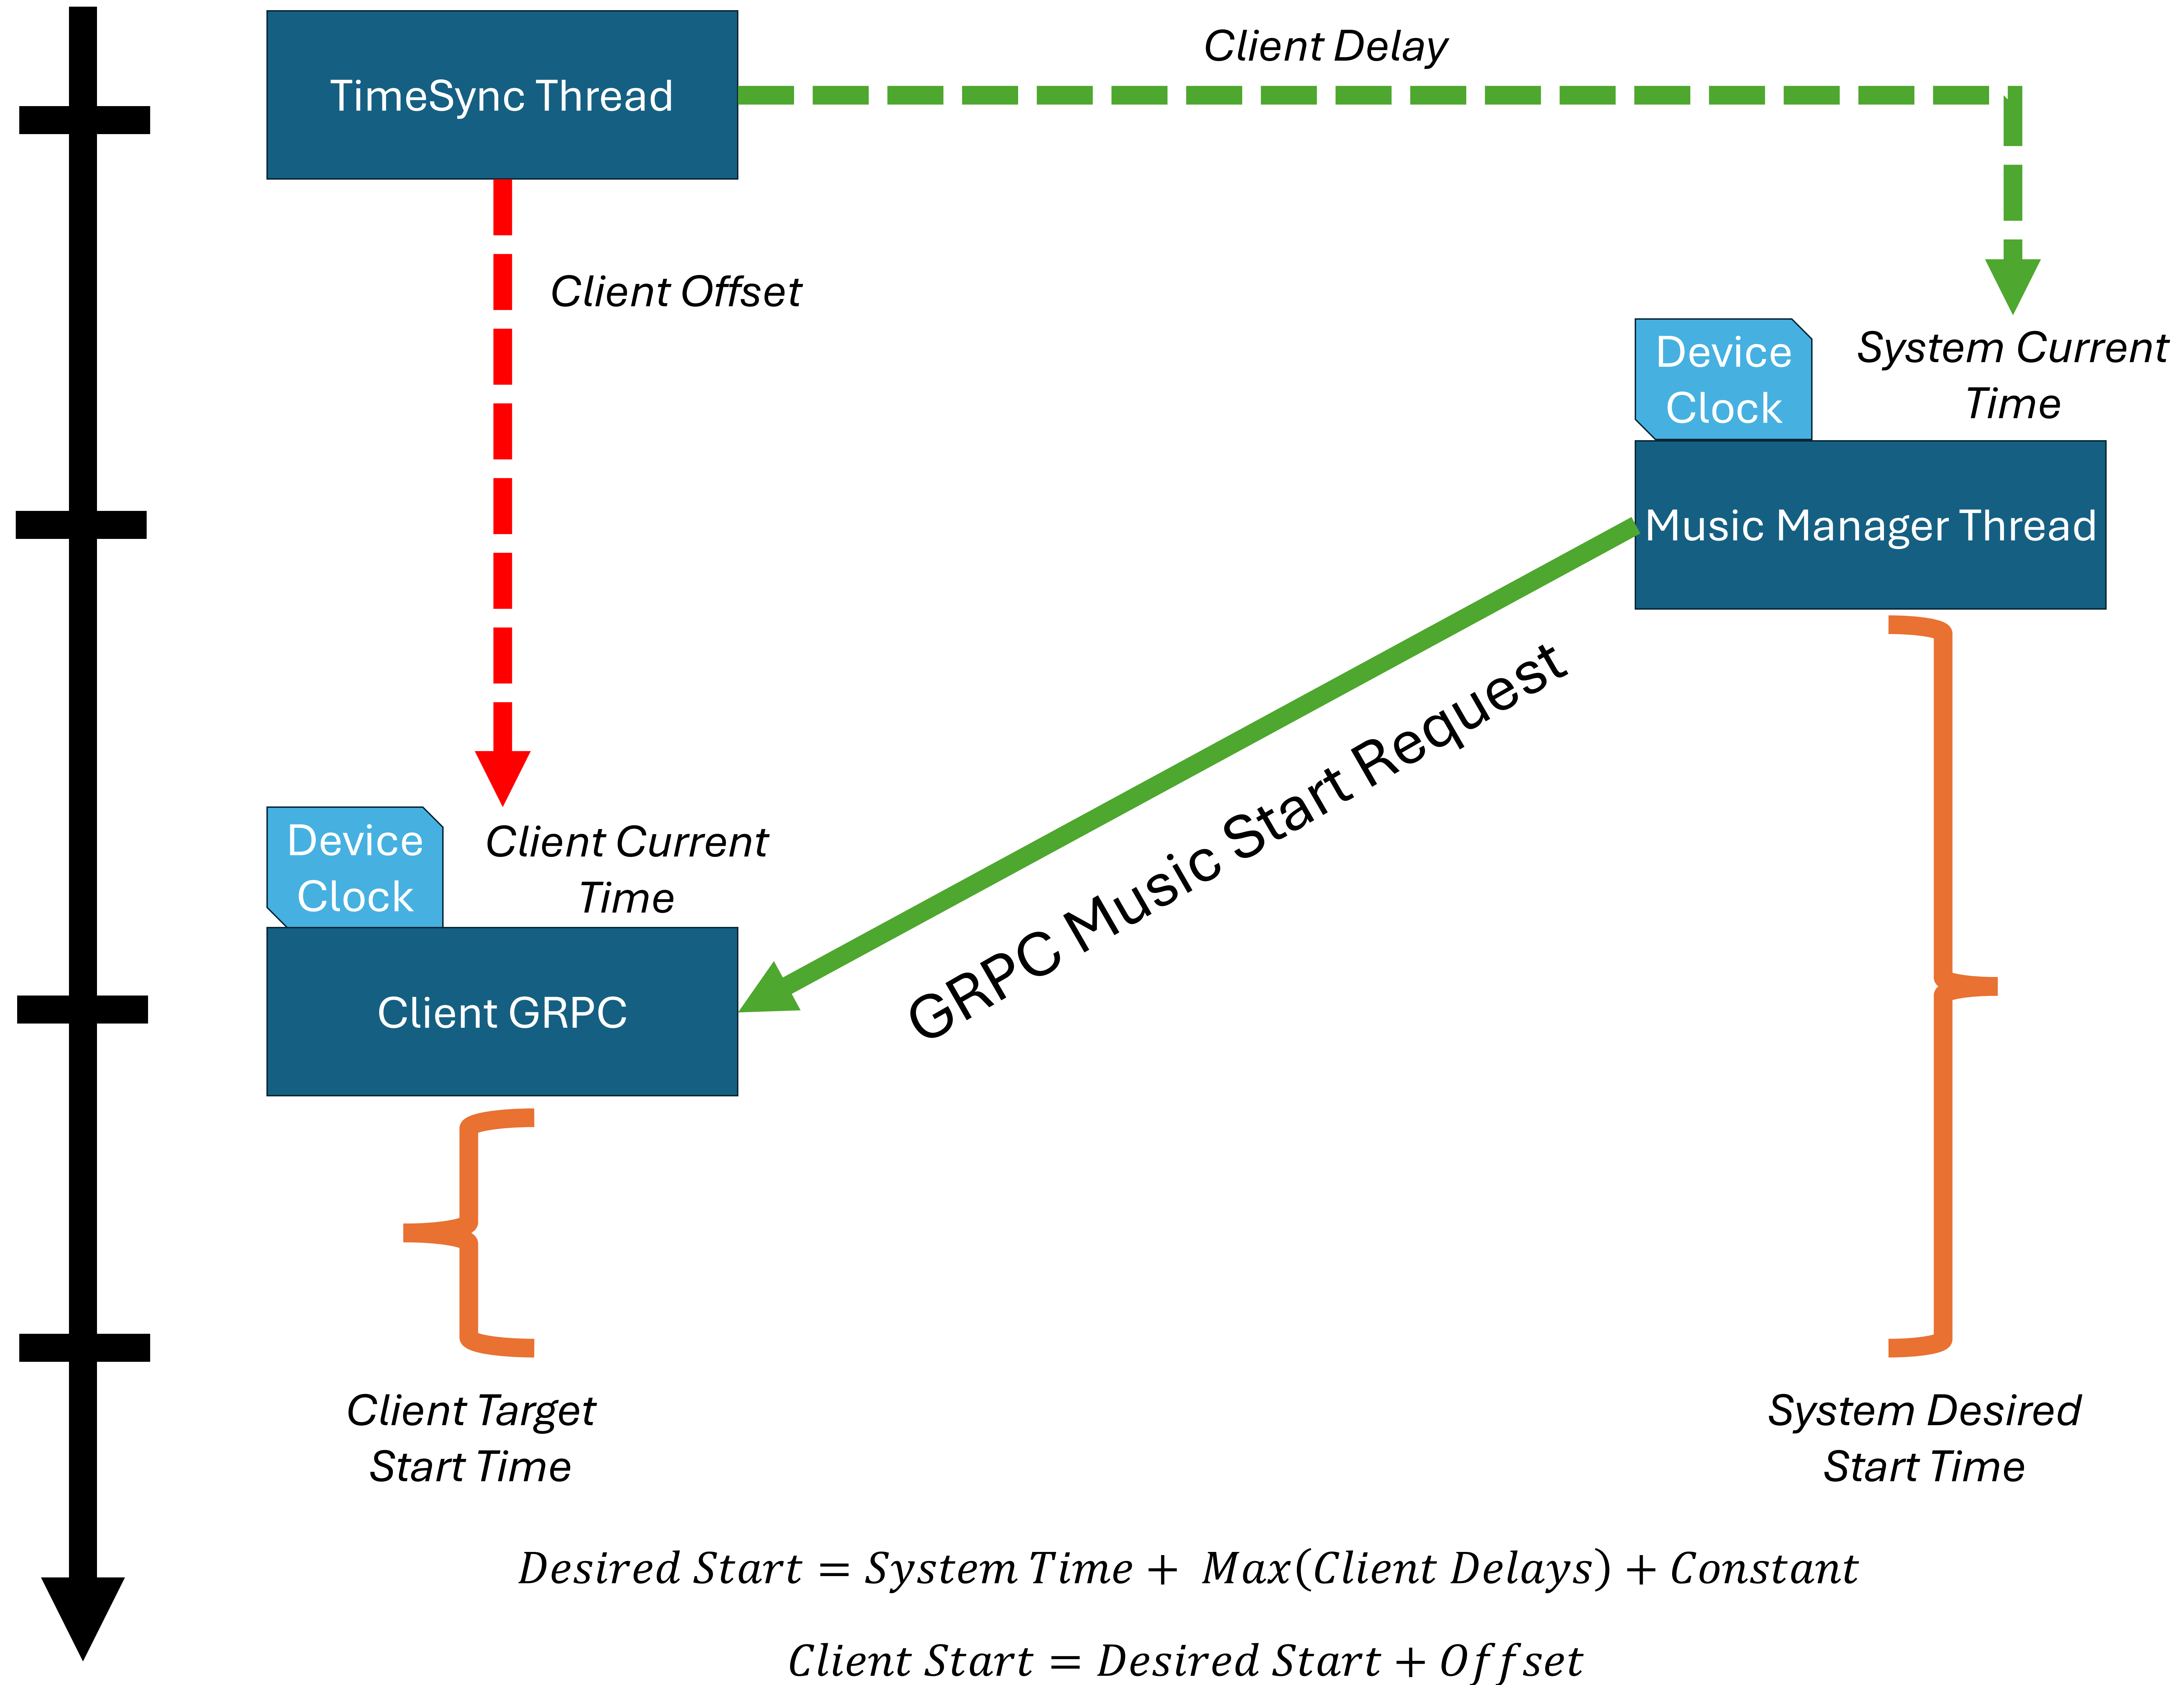 Client Delay
TimeSync Thread
Client Offset
Device
Clock
System Current
Time
Music Manager Thread
GRPC Music Start Request
Device
Clock
Client Current
Time
Client GRPC
Client Target
Start Time
System Desired
Start Time
Desired Start = System Time + Max(Client Delays) + Constant
Client Start = Desired Start + Offset